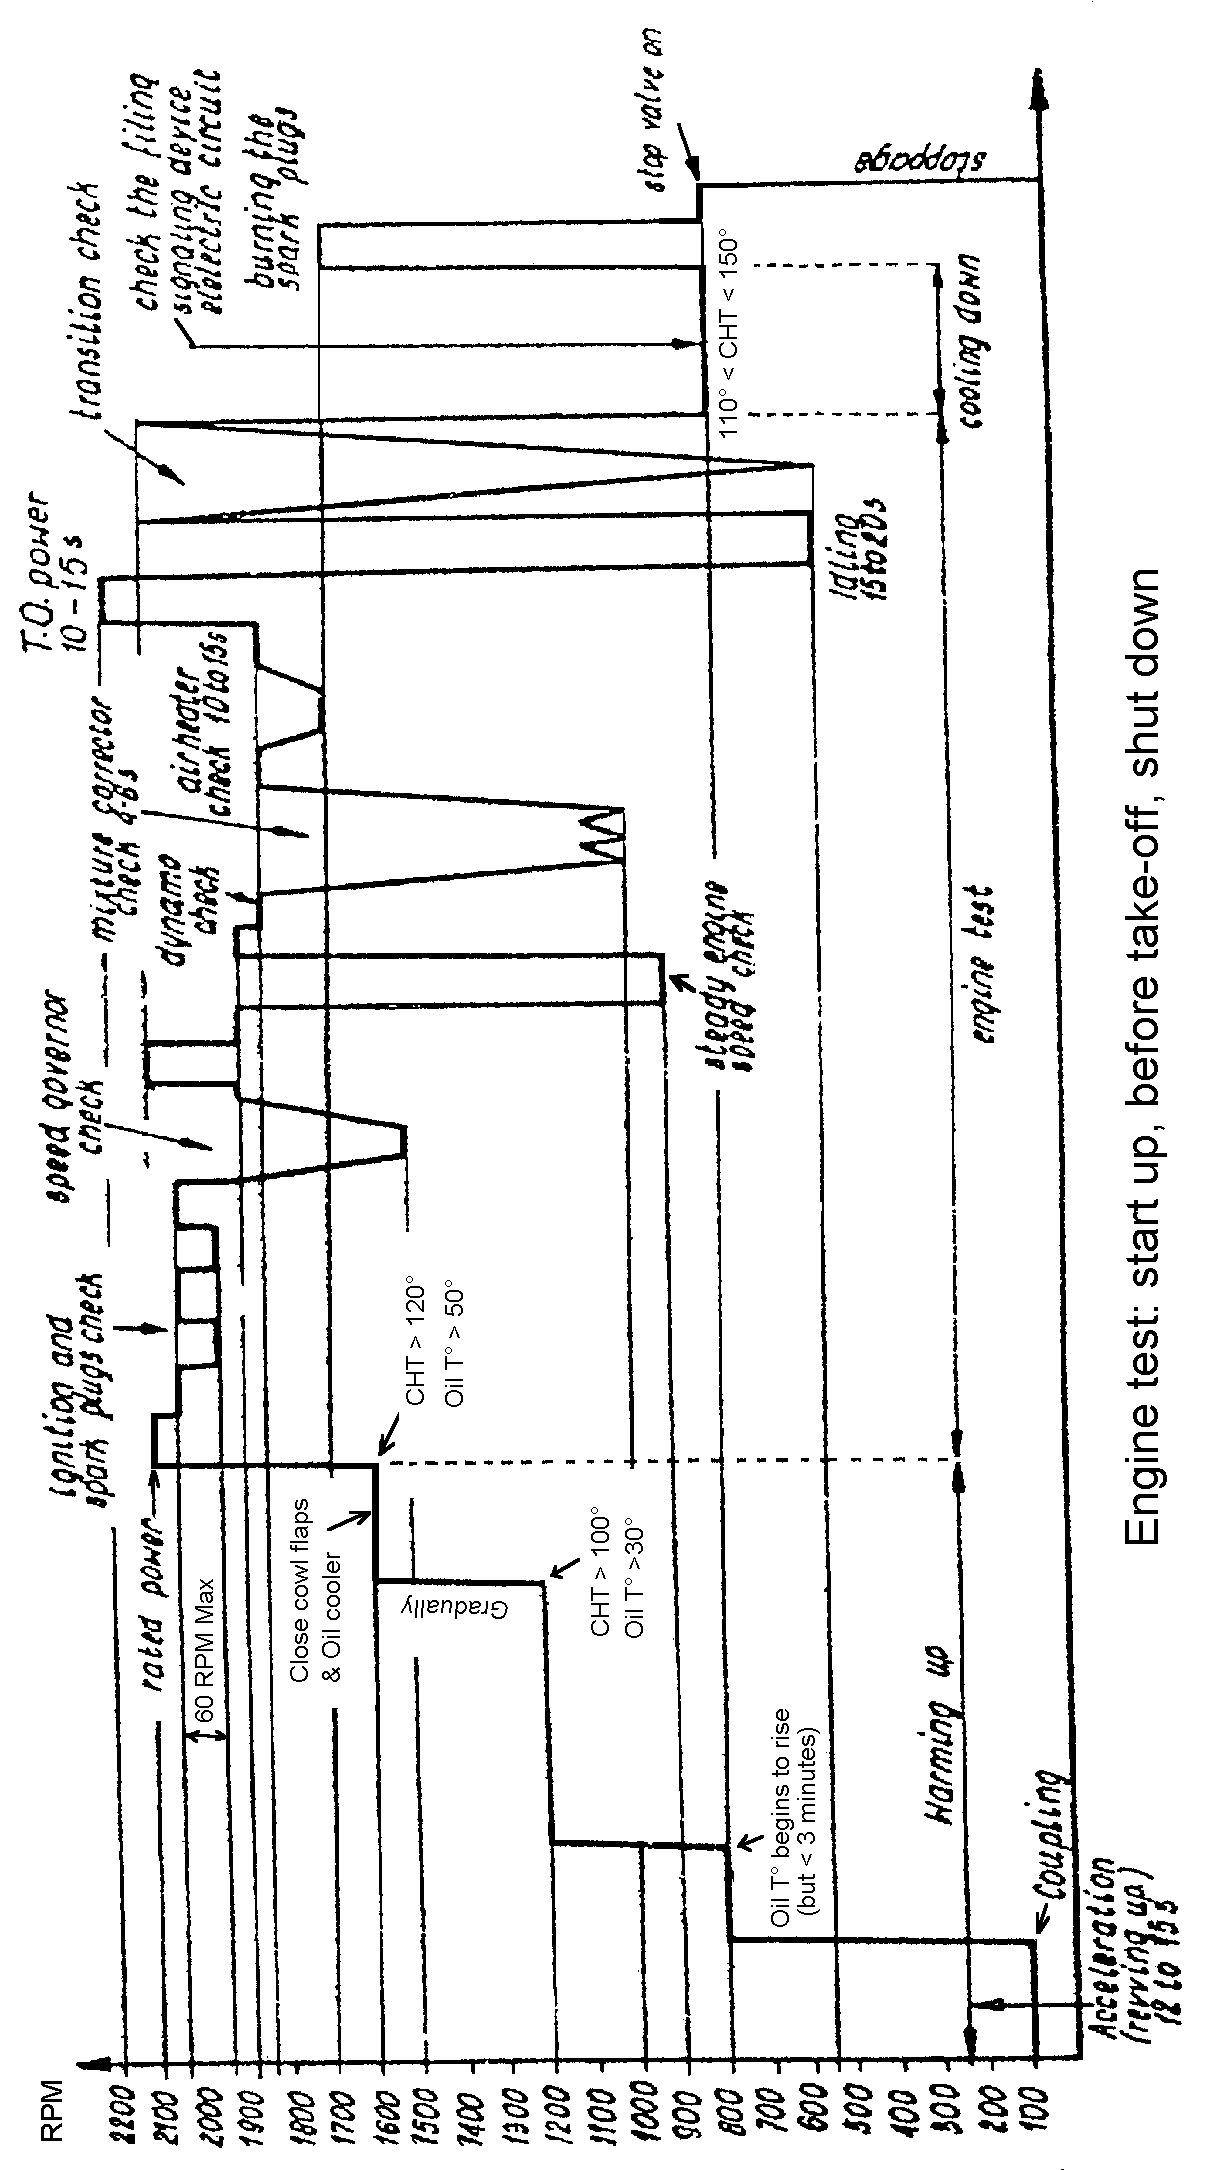 RPM
2200
2100
2000
1900
1800
1700
1600
1500
1400
1300
1200
1100
1000
900
800
700
600
500
400
300
200
100
Acceleration
(revving up)
12 to 15 s
Coupling
Warming up
Oil T° begins to rise
(but < 3 minutes)
rated power
60 RPM Max
Close cowl flaps
& Oil cooler
Gradually
CHT > 100°
Oil T° >30°
CHT > 120°
Oil T° > 50°
Ignition and
spark plugs check
speed governor
check
steady engine
speed check
engine test
dynamo
check
mixture corrector
check 4-6 s
air heater
check 10 to 15s
T.O. power
10 - 15 s
Idling
15 to 20 s
transition check
check the filing
signaling device
electric circuit
110° < CHT < 150°
cooling down
burning the
spark plugs
stop valve on
stoppage
Engine test: start up, before take-off, shut down